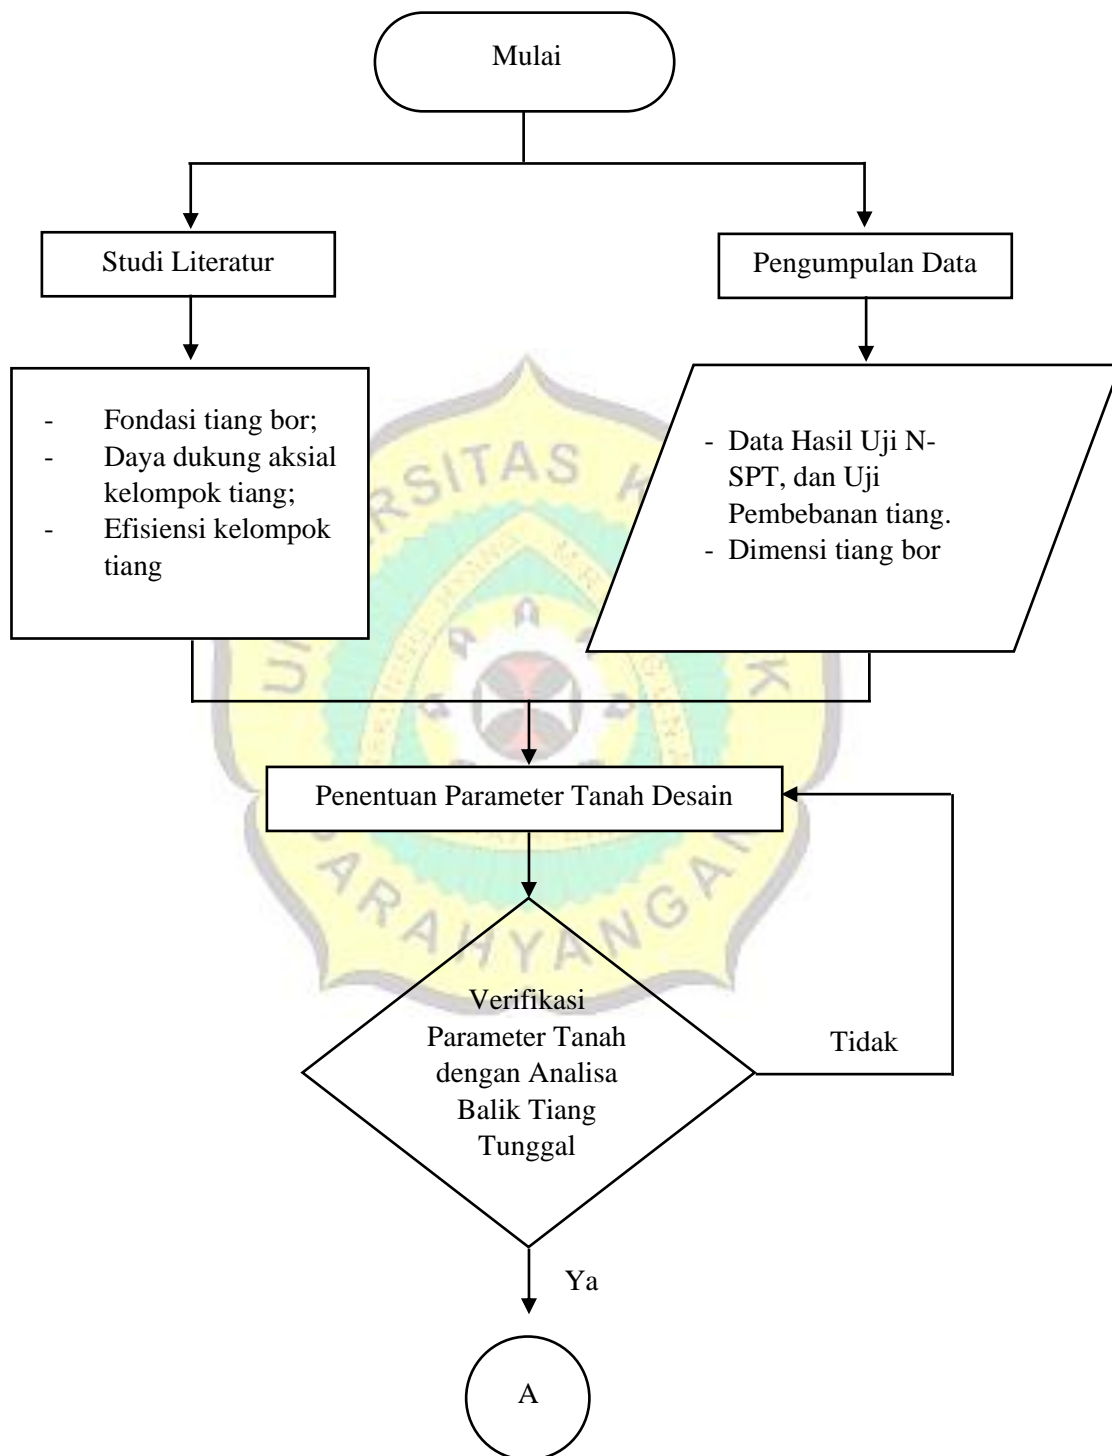 Mulai
Studi Literatur
Pengumpulan Data
- Fondasi tiang bor;
- Daya dukung aksial
kelompok tiang;
- Efisiensi kelompok
tiang
- Data Hasil Uji N-
SPT, dan Uji
Pembebanan tiang.
- Dimensi tiang bor
Penentuan Parameter Tanah Desain
Verifikasi
Parameter Tanah
dengan Analisa
Balik Tiang
Tunggal
Tidak
Ya
A